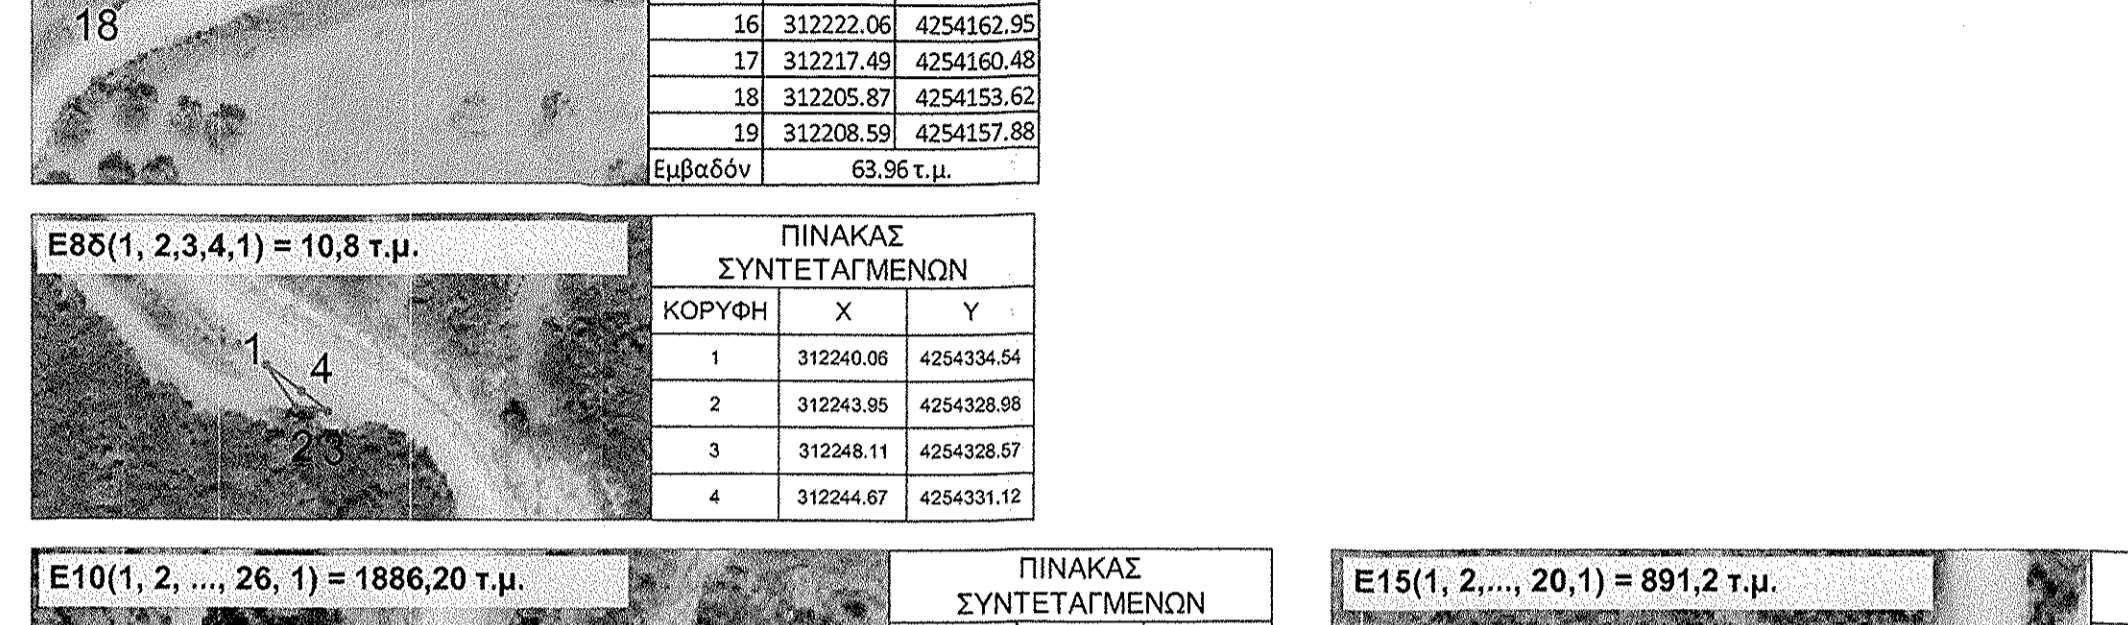 18
16 312222.06 4254162.95
17 312217.49 4254160.48
18 312205.87 4254153.62
19 312208.59 4254157.88
Εμβαδόν 63.96 τ.μ.
Ε8δ(1, 2,3,4,1) = 10,8 τ.μ.
1
4
2 3
ΠΙΝΑΚΑΣ
ΣΥΝΤΕΤΑΓΜΕΝΩΝ
ΚΟΡΥΦΗ Χ Υ
1 312240.06 4254334.54
2 312243.95 4254328.98
3 312248.11 4254328.57
4 312244.67 4254331.12
Ε10(1, 2, ..., 26, 1) = 1886,20 τ.μ.
ΠΙΝΑΚΑΣ
ΣΥΝΤΕΤΑΓΜΕΝΩΝ
Ε15(1, 2,..., 20,1) = 891,2 τ.μ.